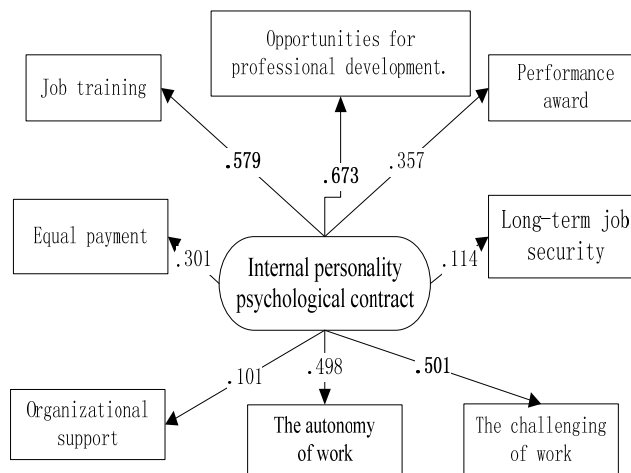 Opportunities for
professional development.
Job training
Performance
award
.579
.673
.357
Equal payment
.301
Internal personality
psychological contract
.114
Long-term job
security
.101
.498
.501
Organizational
support
The autonomy
of work
The challenging
of work